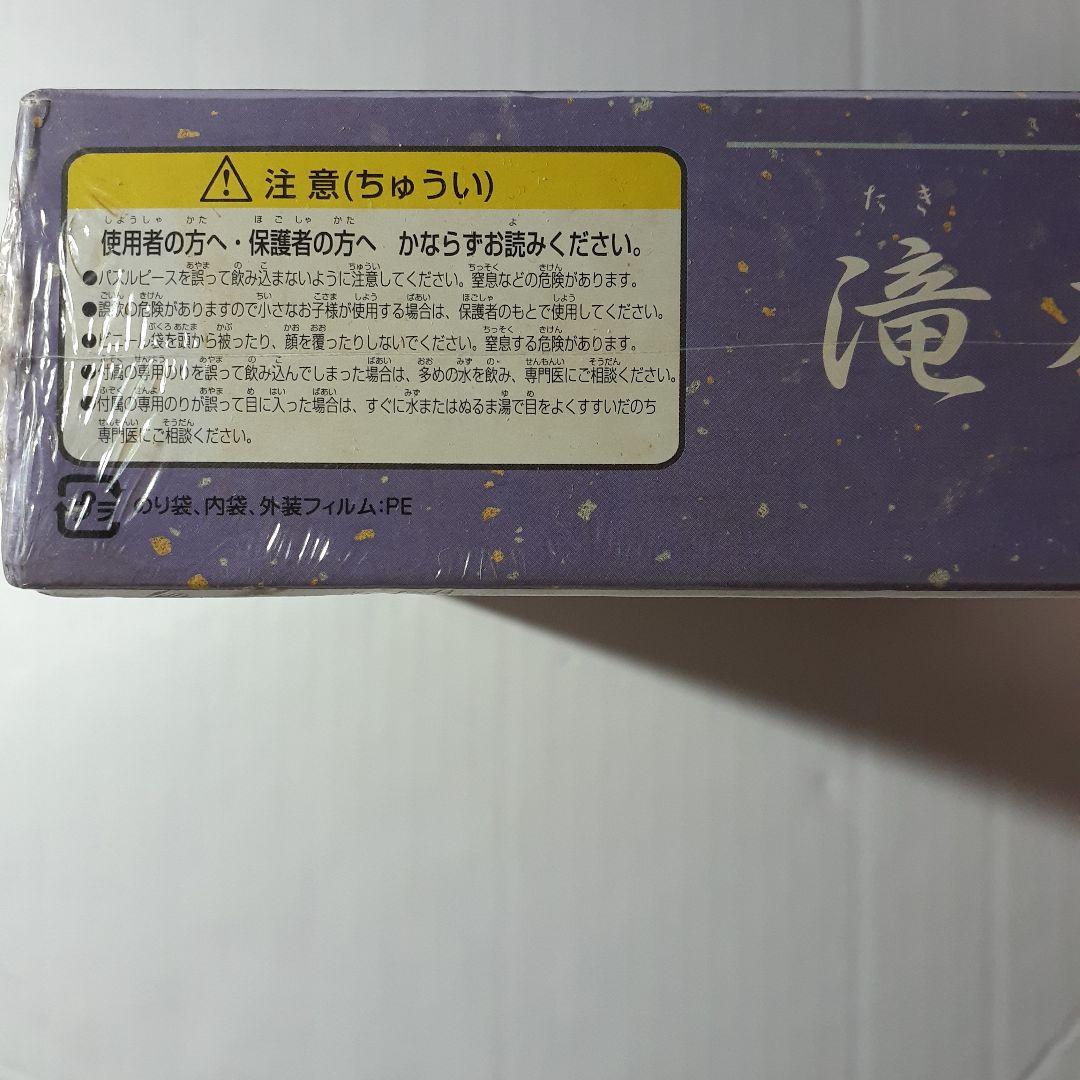 注意(ちゅうい)
使用者の方へ・保護者の方へ かならずお読みください。
●パズルピースを誤って飲み込まないように注意してください。窒息などの危険があります。
●誤飲の危険がありますので小さなお子様が使用する場合は、保護者のもとで使用してください。
●ビニール袋を頭から被ったり、顔を覆ったりしないでください。窒息する危険があります。
●付属の専用のりを誤って飲み込んでしまった場合は、多めの水を飲み、専門医にご相談ください。
●付属の専用のりが誤って目に入った場合は、すぐに水またはぬるま湯で目をよくすすいだのち
専門医にご相談ください。
プラ のり袋、内袋、外装フィルム:PE
たき
滝